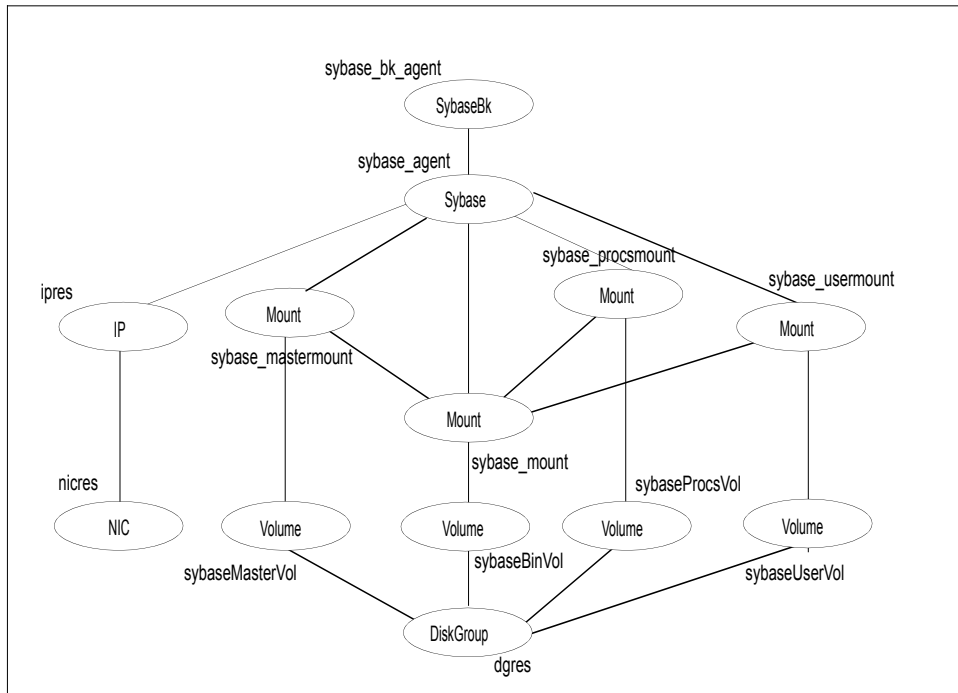 sybase_bk_agent
SybaseBk
sybase_agent
Sybase
sybase_procsmount
Mount
sybase_usermount
Mount
ipres
IP
Mount
sybase_mastermount
Mount
sybase_mount
nicres
NIC
Volume
sybaseMasterVol
Volume
sybaseBinVol
sybaseProcsVol
Volume
Volume
sybaseUserVol
DiskGroup
dgres